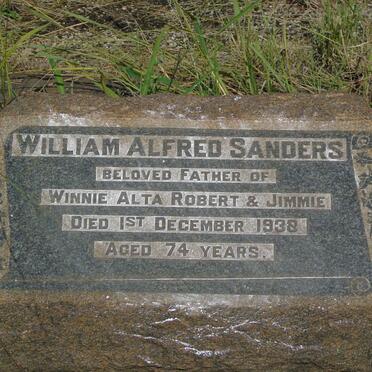 WILLIAM ALFRED SANDERS
BELOVED FATHER OF
WINNIE ALTA ROBERT & JIMMIE
DIED 1ST DECEMBER 1938
AGED 74 YEARS.